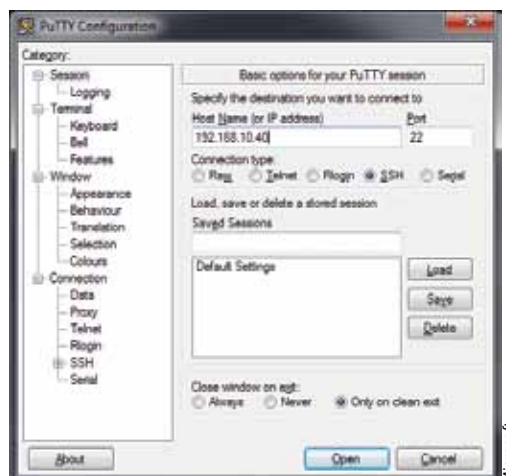 PuTTY Configuration
Category:
Session
Logging
Terminal
Keyboard
Bell
Features
Window
Appearance
Behaviour
Translation
Selection
Colours
Connection
Data
Proxy
Telnet
Rlogin
SSH
Serial
Basic options for your PuTTY session
Specify the destination you want to connect to
Host Name (or IP address) Port
192.168.10.40 22
Connection type:
Raw Telnet Rlogin SSH Serial
Load, save or delete a stored session
Saved Sessions
Default Settings
Load
Save
Delete
Close window on exit:
Always Never Only on clean exit
About Open Cancel